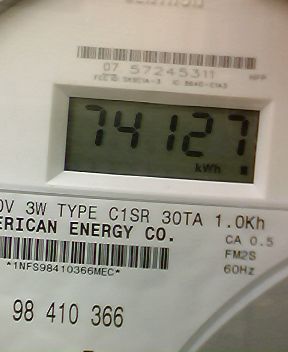 07 57245311
74127
kWh
0V 3W TYPE C1SR 30TA 1.0Kh
ERICAN ENERGY CO.
CA 0.5
FM2S
*1NFS98410366MEC*
60Hz
98 410 366